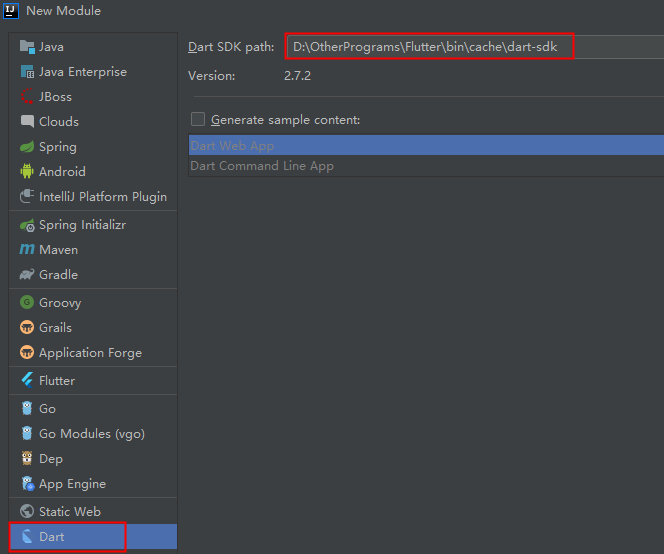 IJ New Module
Java
Java Enterprise
JBoss
Clouds
Spring
Android
IntelliJ Platform Plugin
Spring Initializr
m Maven
Gradle
G Groovy
Grails
Application Forge
Flutter
Go
Go Modules (vgo)
Dep
App Engine
Static Web
Dart
Dart SDK path: D:\OtherPrograms\Flutter\bin\cache\dart-sdk
Version: 2.7.2
Generate sample content:
Dart Web App
Dart Command Line App